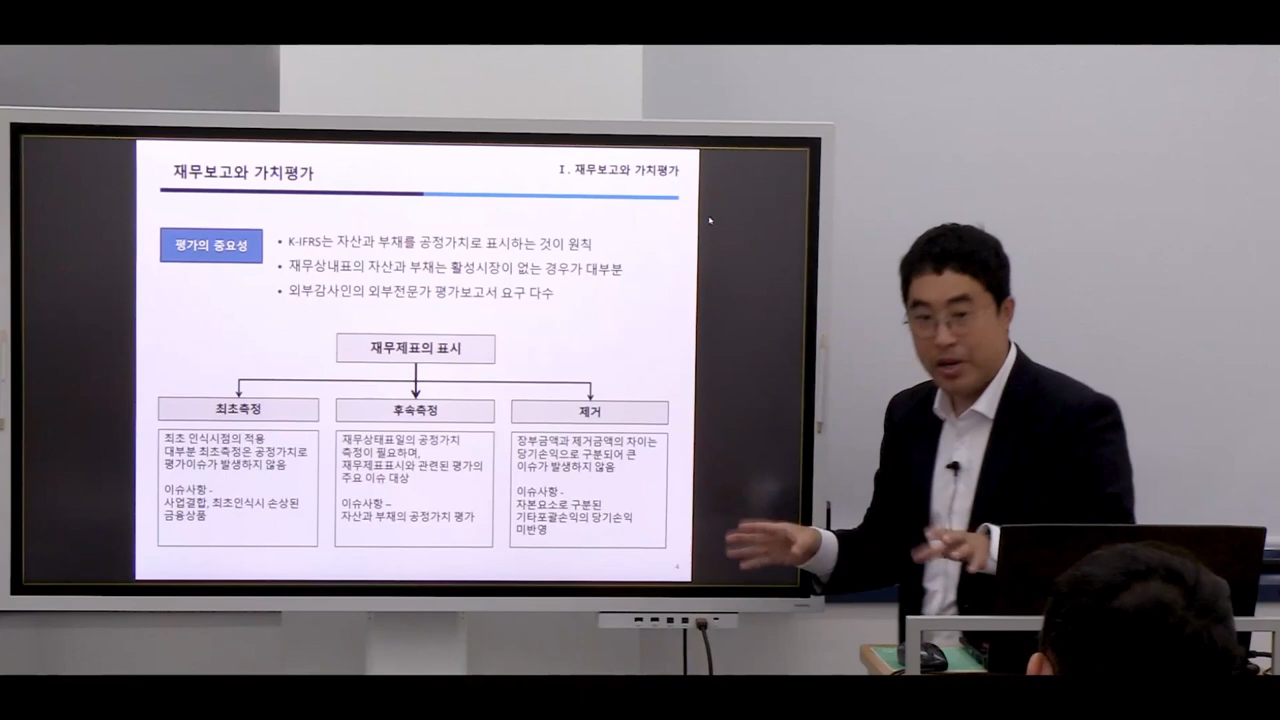 재무보고와 가치평가
Ⅰ. 재무보고와 가치평가
평가의 중요성
• K-IFRS는 자산과 부채를 공정가치로 표시하는 것이 원칙
• 재무상내표의 자산과 부채는 활성시장이 없는 경우가 대부분
• 외부감사인의 외부전문가 평가보고서 요구 다수
재무제표의 표시
최초측정
후속측정
제거
최초 인식시점의 적용
대부분 최초측정은 공정가치로
평가이슈가 발생하지 않음
이슈사항 -
사업결합, 최초인식시 손상된
금융상품
재무상태표일의 공정가치
측정이 필요하며,
재무제표표시와 관련된 평가의
주요 이슈 대상
이슈사항 –
자산과 부채의 공정가치 평가
장부금액과 제거금액의 차이는
당기손익으로 구분되어 큰
이슈가 발생하지 않음
이슈사항 -
자본요소로 구분된
기타포괄손익의 당기손익
미반영
4